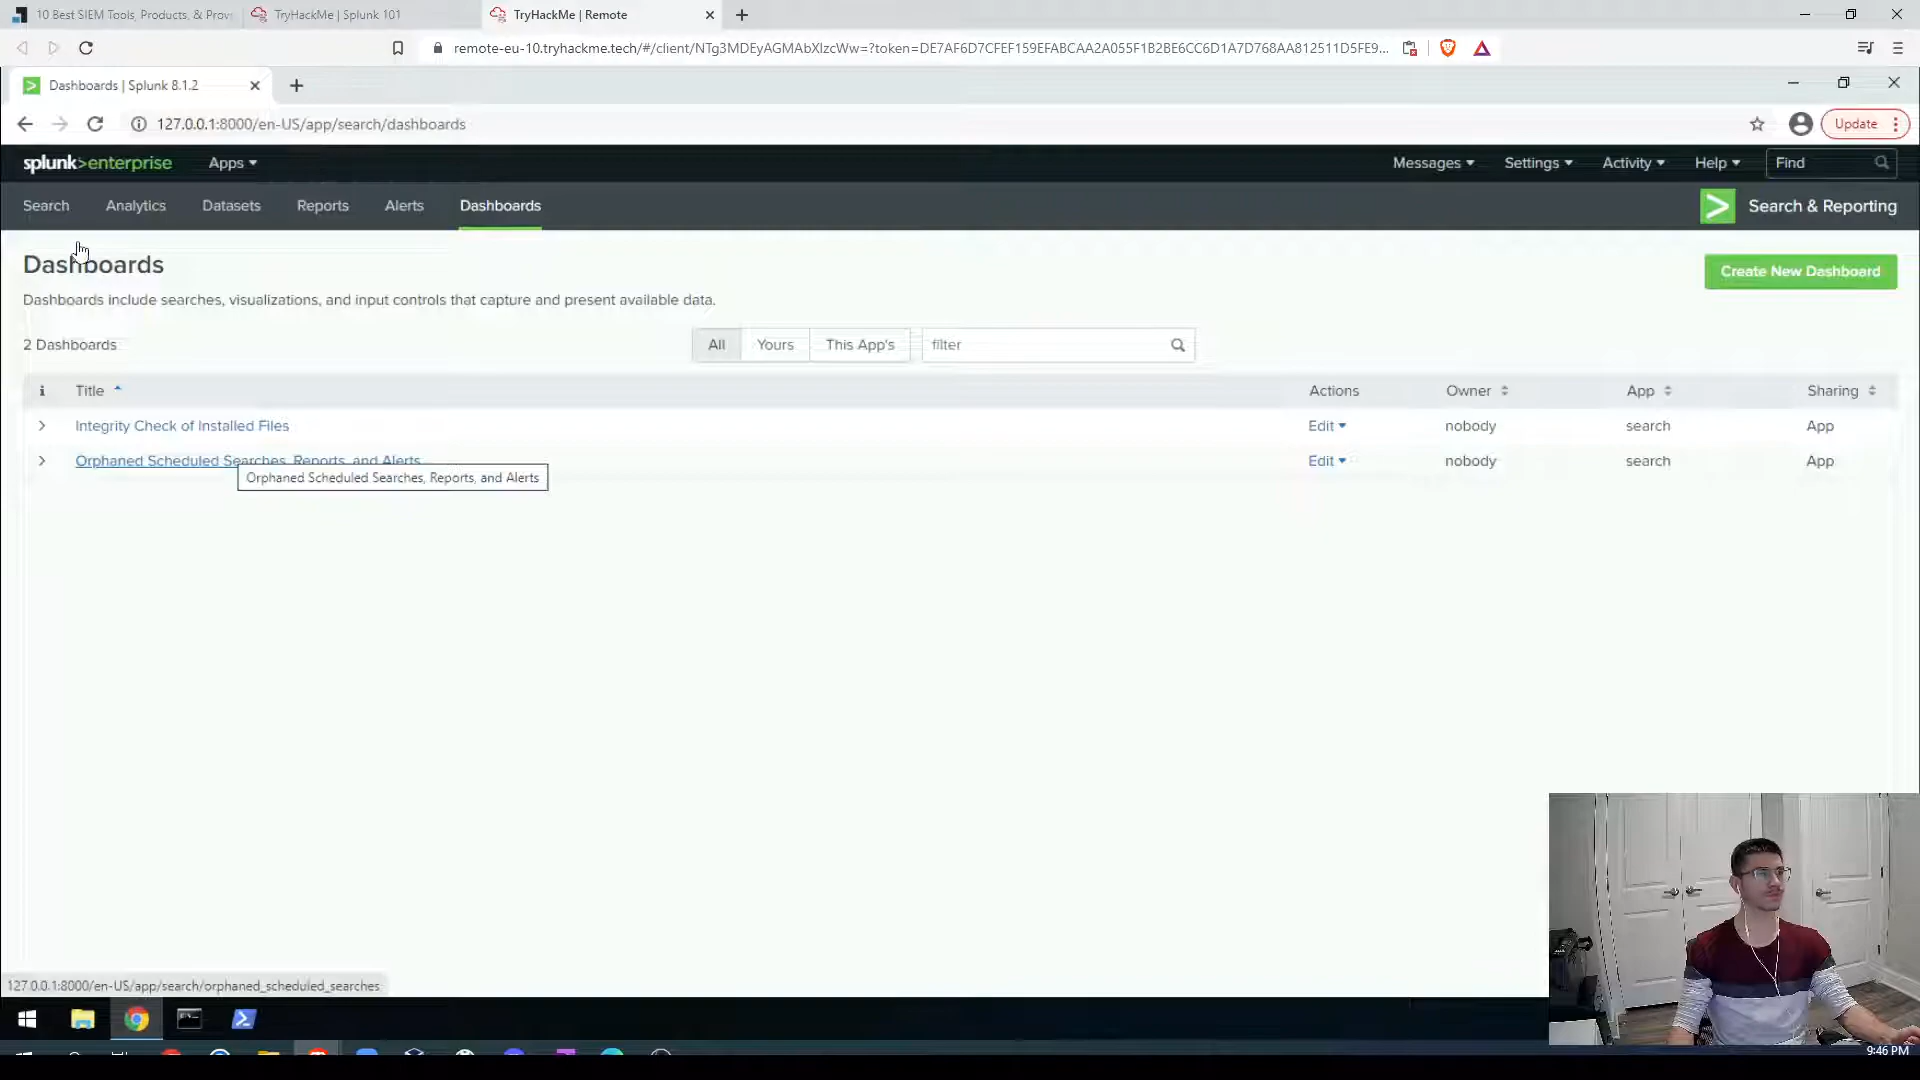 10 Best SIEM Tools, Products, & Prov
TryHackMe | Splunk 101
TryHackMe | Remote
remote-eu-10.tryhackme.tech/#/client/NTg3MDEyAGMAbXlzcWw=?token=DE7AF6D7CFEF159EFABCAA2A055F1B2BE6CC6D1A7D768AA812511D5FE9...
Dashboards | Splunk 8.1.2
127.0.0.1:8000/en-US/app/search/dashboards
Update
splunk>enterprise
Apps
Messages
Settings
Activity
Help
Find
Search
Analytics
Datasets
Reports
Alerts
Dashboards
Search & Reporting
Dashboards
Create New Dashboard
Dashboards include searches, visualizations, and input controls that capture and present available data.
2 Dashboards
All
Yours
This App's
filter
i
Title
Actions
Owner
App
Sharing
Integrity Check of Installed Files
Edit
nobody
search
App
Orphaned Scheduled Searches, Reports, and Alerts
Edit
nobody
search
App
Orphaned Scheduled Searches, Reports, and Alerts
127.0.0.1:8000/en-US/app/search/orphaned_scheduled_searches
9:46 PM